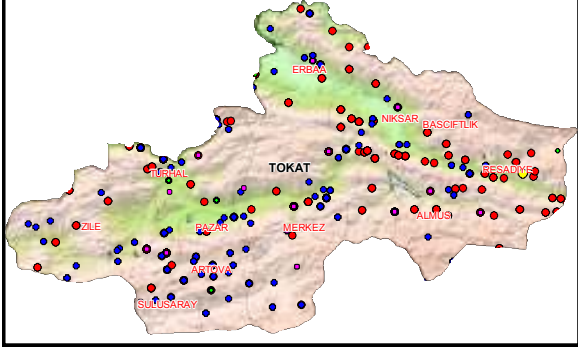 ERBAA
NIKSAR
BASCIFTLIK
TOKAT
RESADIYE
TURHAL
ZILE
PAZAR
MERKEZ
ALMUS
ARTOVA
SULUSARAY